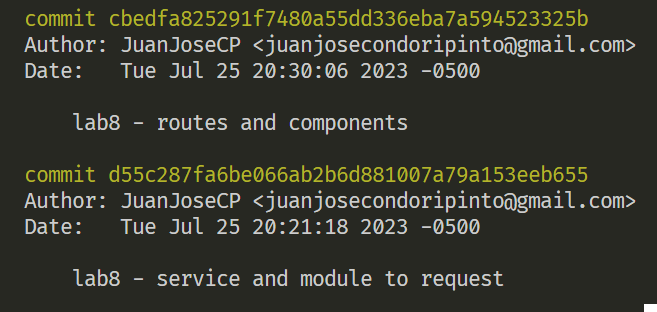 commit cbedfa825291f7480a55dd336eba7a594523325b
Author: JuanJoseCP <juanjosecondoripinto@gmail.com>
Date:   Tue Jul 25 20:30:06 2023 -0500
    lab8 - routes and components
commit d55c287fa6be066ab2b6d881007a79a153eeb655
Author: JuanJoseCP <juanjosecondoripinto@gmail.com>
Date:   Tue Jul 25 20:21:18 2023 -0500
    lab8 - service and module to request